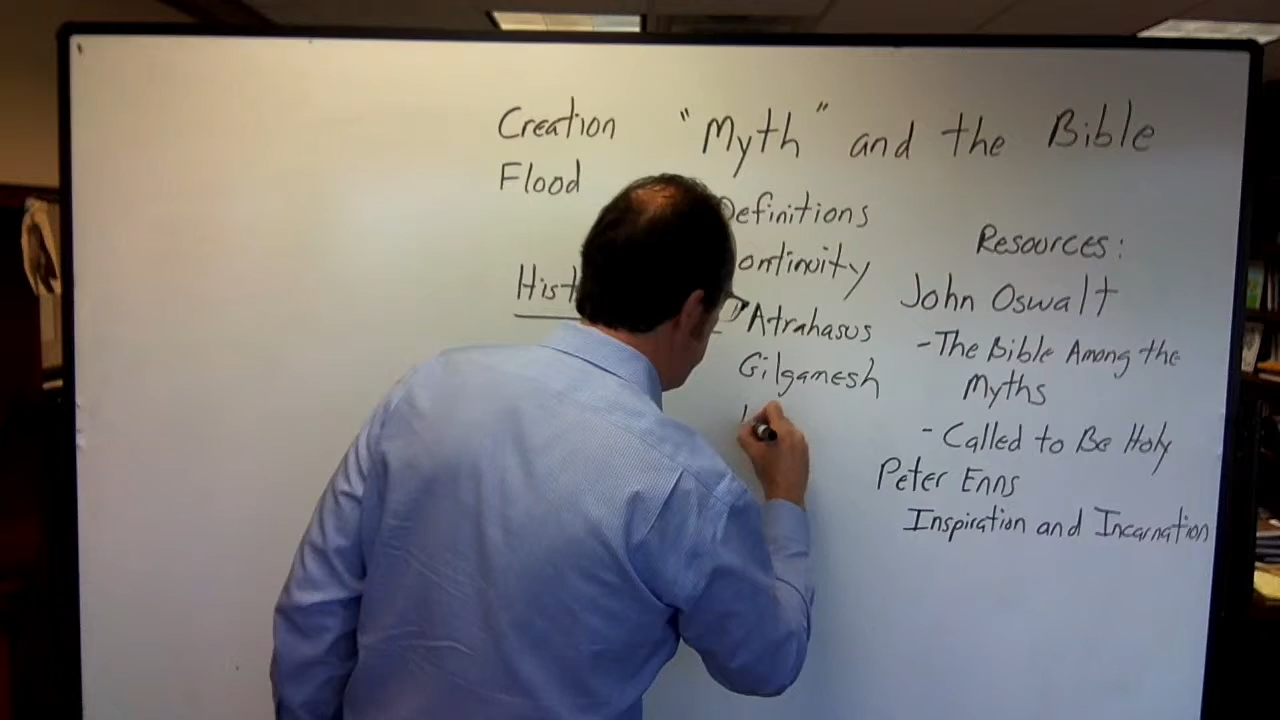 Creation
Flood
"Myth" and the Bible
Definitions
Atrahasus
Gilgamesh
Resources:
John Oswalt
- The Bible Among the
Myths
- Called to Be Holy
Peter Enns
Inspiration and Incarnation